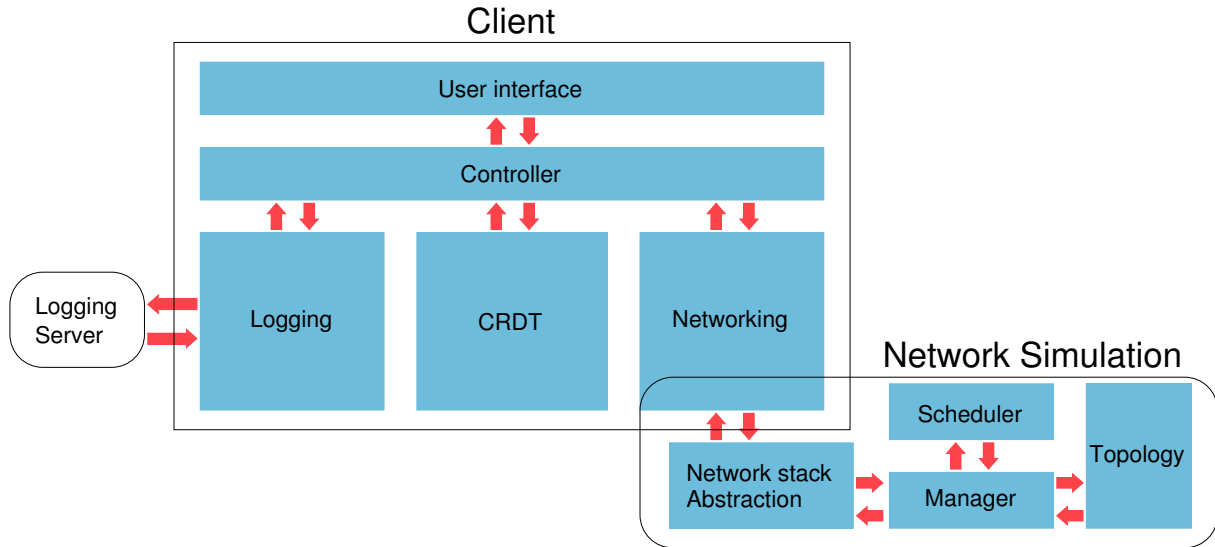 Client
User interface
Controller
Logging
CRDT
Networking
Logging
Server
Network Simulation
Scheduler
Topology
Network stack
Abstraction
Manager